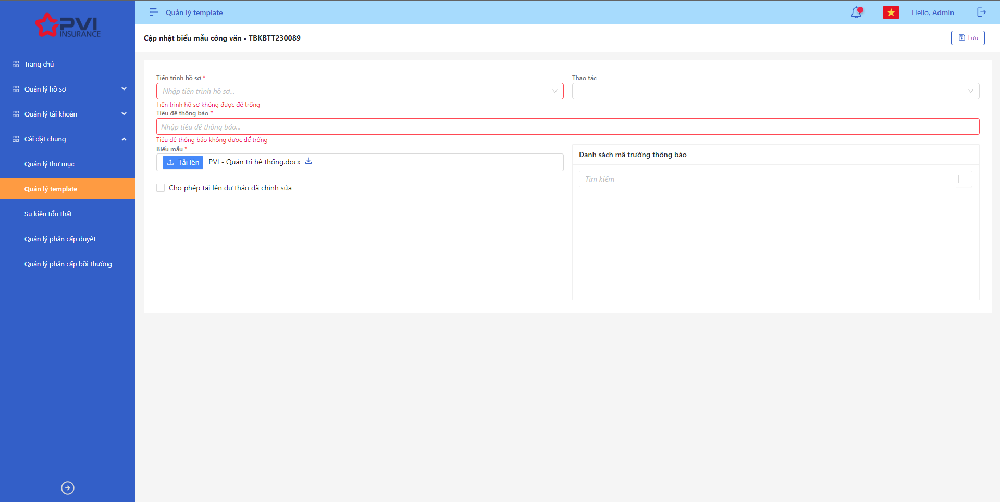 PVI
INSURANCE
Trang chủ
Quản lý hồ sơ
Quản lý tài khoản
Cài đặt chung
Quản lý thư mục
Quản lý template
Sự kiện tổn thất
Quản lý phân cấp duyệt
Quản lý phân cấp bồi thường
Quản lý template
Hello, Admin
Cập nhật biểu mẫu công văn - TBKBTT230089
Lưu
Tiến trình hồ sơ *
Thao tác
Nhập tiến trình hồ sơ...
Tiến trình hồ sơ không được để trống
Tiêu đề thông báo *
Nhập tiêu đề thông báo...
Tiêu đề thông báo không được để trống
Biểu mẫu *
Tải lên PVI - Quản trị hệ thống.docx
Cho phép tải lên dự thảo đã chỉnh sửa
Danh sách mã trường thông báo
Tìm kiếm